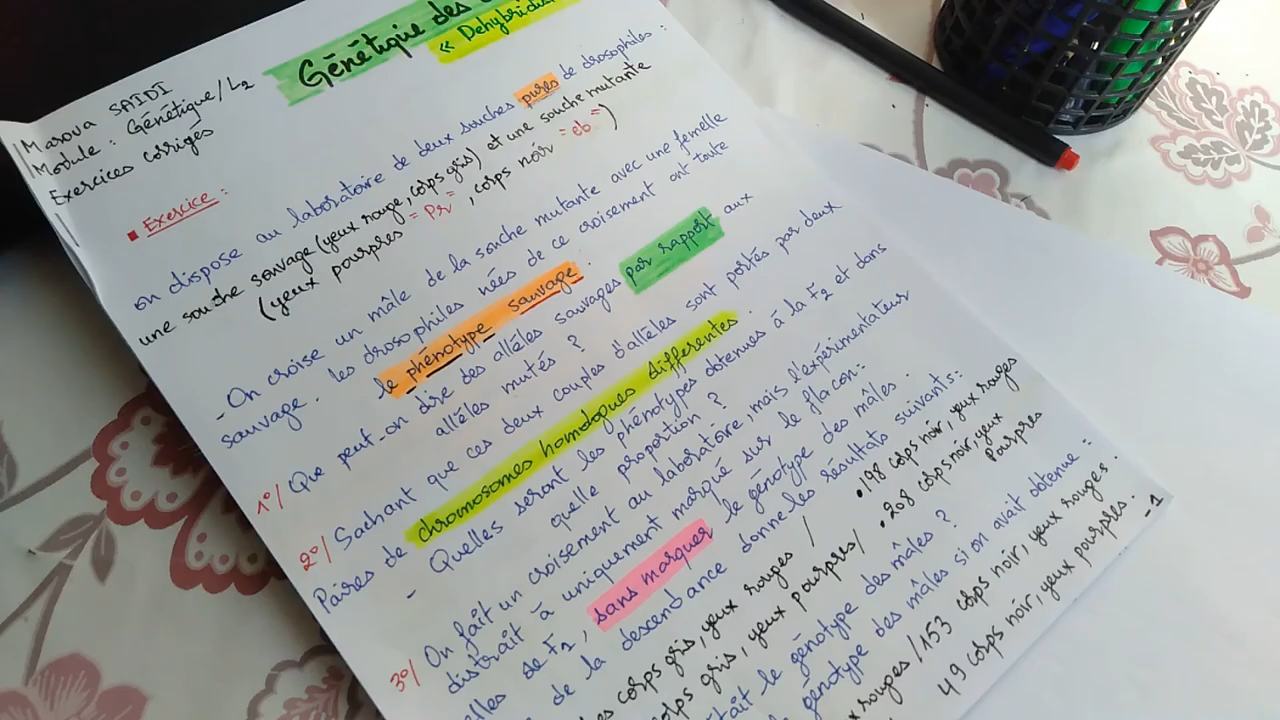 Génétique des
« Dehybridis
Marova SAIDI
Module : Génétique/L2
Exercices corrigés
▪ Exercice :
on dispose au laboratoire de deux souches pures de drosophiles :
une souche sauvage (yeux rouge, corps gris) et une souche mutante
(yeux pourpres "Pr", corps noir "eb")
- On croise un mâle de la souche mutante avec une femelle
sauvage. les drosophiles nées de ce croisement ont toute
le phénotype sauvage.
1°/ Que peut-on dire des allèles sauvages par rapport aux
allèles mutés ?
2°/ Sachant que ces deux couples d'allèles sont portés par deux
Paires de chromosomes homologues differentes.
- Quelles seront les phénotypes obtenues à la F2 et dans
quelle proportion ?
3°/ On fait un croisement au laboratoire, mais l'expérimentateur
distrait à uniquement marqué sur le flacon:
elles de F2, sans marquer le génotype des mâles.
de la descendance donne les résultats suivants:
es corps gris, yeux rouges / • 198 corps noir, yeux rouges
corps gris, yeux pourpres / • 208 corps noir, yeux
Pourpres
était le génotype des mâles ?
génotype des mâles si on avait obtenue :
x rouges / 153 corps noir, yeux rouges.
49 corps noir, yeux pourpres.
-1